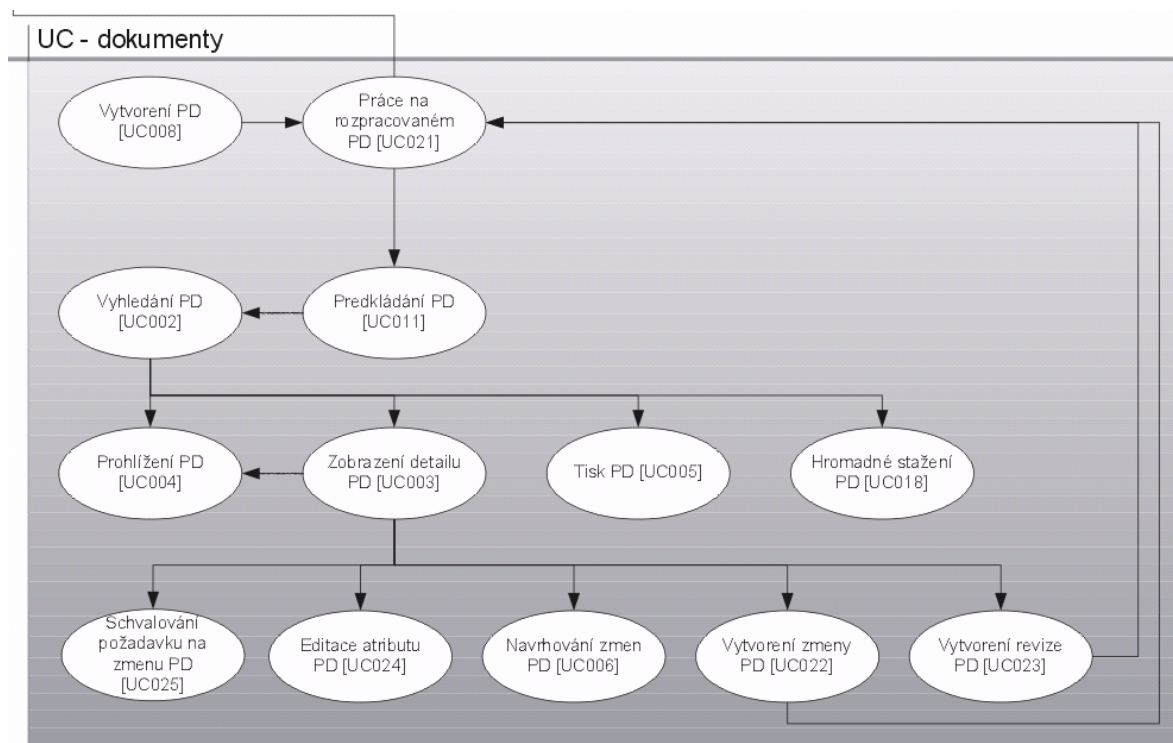 UC - dokumenty
Vytvorení PD
[UC008]
Práce na
rozpracovaném
PD [UC021]
Vyhledání PD
[UC002]
Predkládání PD
[UC011]
Prohlížení PD
[UC004]
Zobrazení detailu
PD [UC003]
Tisk PD [UC005]
Hromadné stažení
PD [UC018]
Schvalování
požadavku na
zmenu PD
[UC025]
Editace atributu
PD [UC024]
Navrhování zmen
PD [UC006]
Vytvorení zmeny
PD [UC022]
Vytvorení revize
PD [UC023]